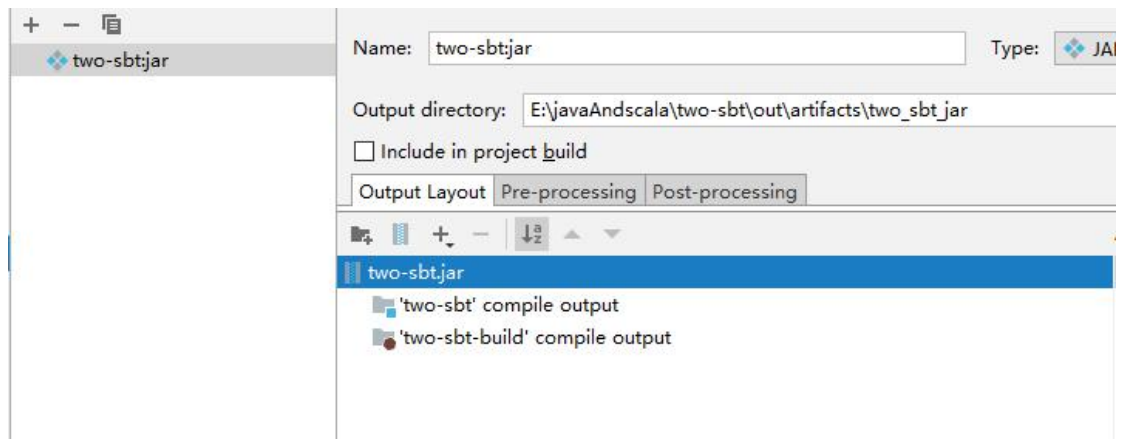 two-sbt:jar
Name: two-sbt:jar Type:
Output directory: E:\javaAndscala\two-sbt\out\artifacts\two_sbt_jar
Include in project build
Output Layout Pre-processing Post-processing
two-sbt.jar
'two-sbt' compile output
'two-sbt-build' compile output